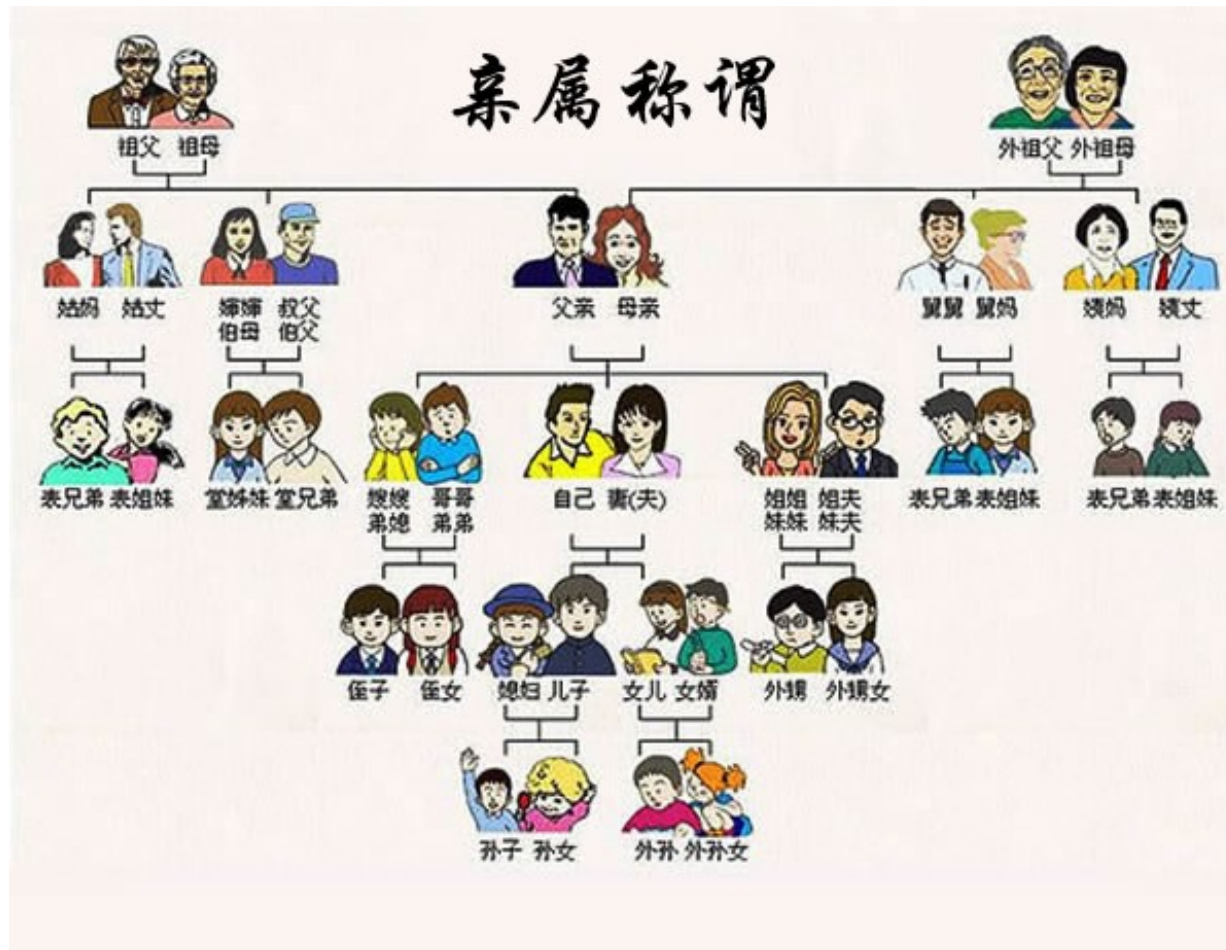 亲属称谓
祖父 祖母
外祖父 外祖母
姑妈 姑丈
婶婶 叔父
伯母 伯父
父亲 母亲
舅舅 舅妈
姨妈 姨丈
表兄弟 表姐妹
堂姊妹 堂兄弟
嫂嫂 哥哥
弟媳 弟弟
自己 妻(夫)
姐姐 姐夫
妹妹 妹夫
表兄弟 表姐妹
表兄弟 表姐妹
侄子 侄女
媳妇 儿子
女儿 女婿
外甥 外甥女
孙子 孙女
外孙 外孙女